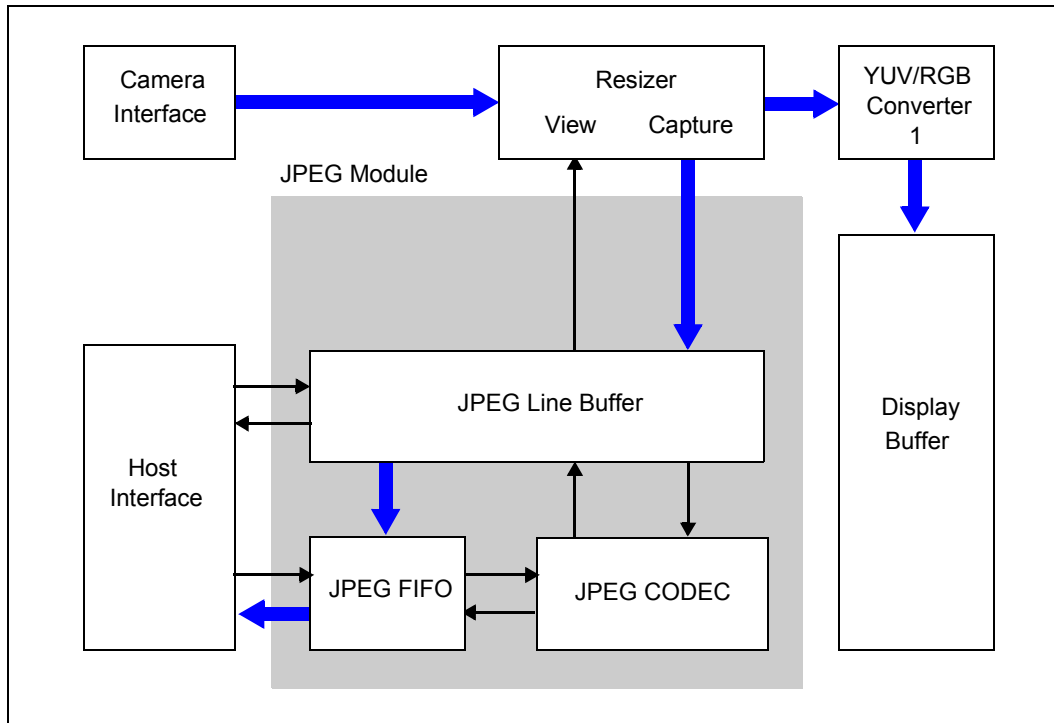 Camera
Interface
Resizer
View Capture
YUV/RGB
Converter
1
JPEG Module
JPEG Line Buffer
Display
Buffer
Host
Interface
JPEG FIFO
JPEG CODEC